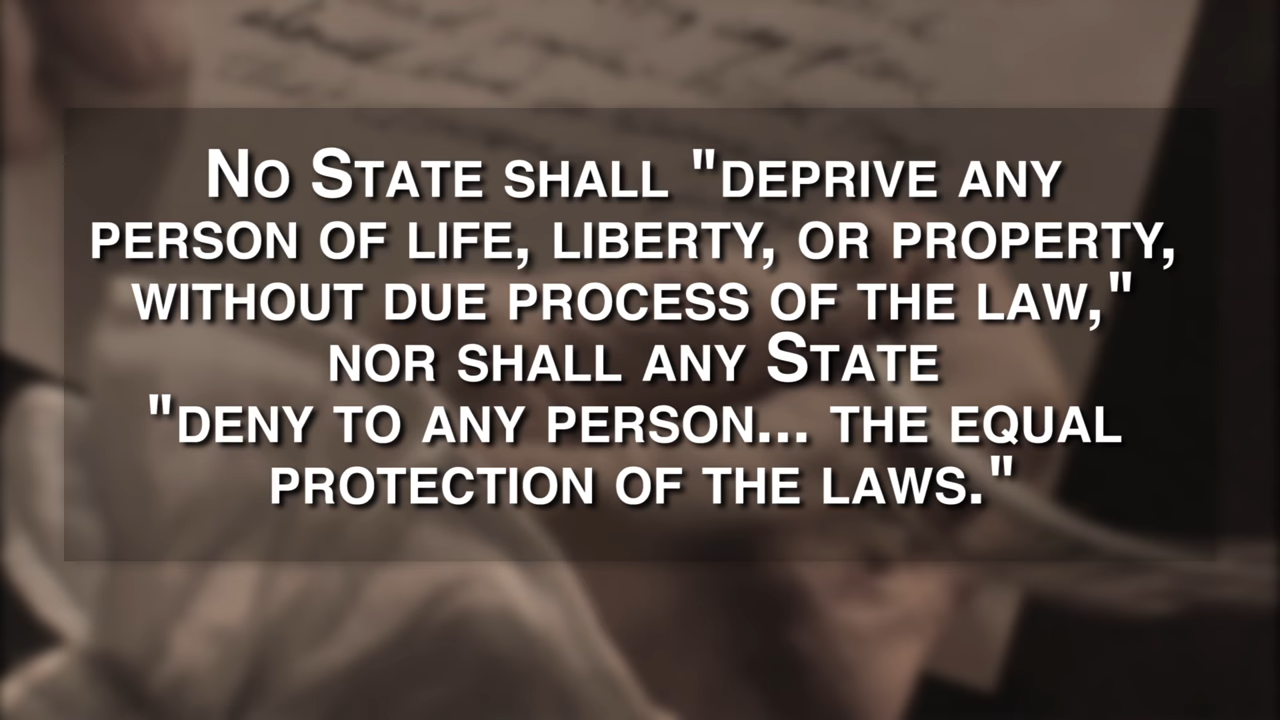 No State shall "deprive any
person of life, liberty, or property,
without due process of the law,"
nor shall any State
"deny to any person... the equal
protection of the laws."